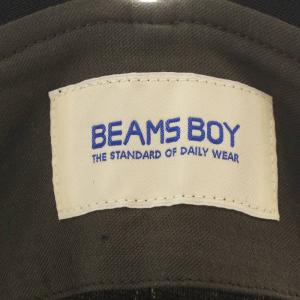 BEAMS BOY
THE STANDARD OF DAILY WEAR